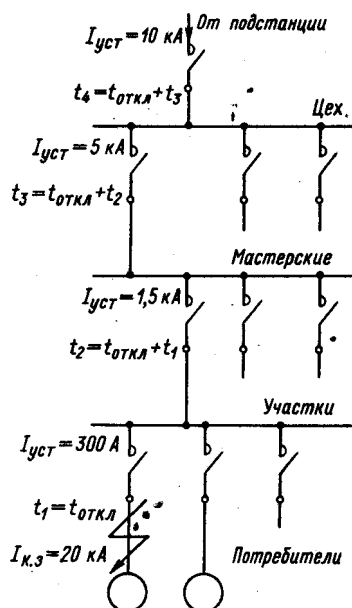 От подстанции
Iуст = 10 кА
t4 = tоткл + t3
Цех
Iуст = 5 кА
t3 = tоткл + t2
Мастерские
Iуст = 1,5 кА
t2 = tоткл + t1
Участки
Iуст = 300 А
t1 = tоткл
Iк.з = 20 кА
Потребители